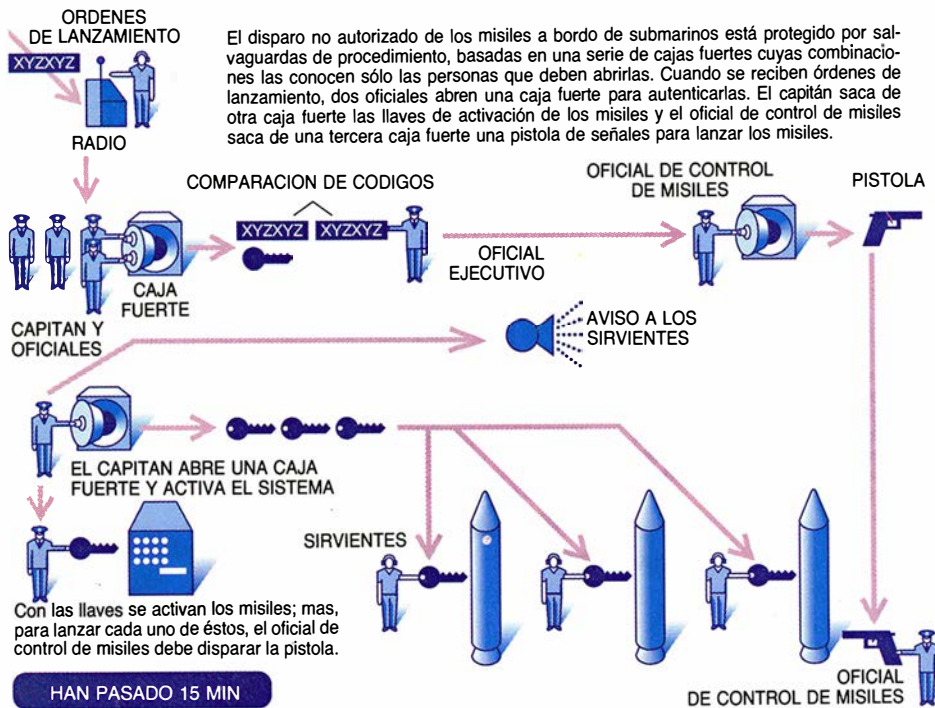 ORDENES
DE LANZAMIENTO
XYZXYZ
RADIO
El disparo no autorizado de los misiles a bordo de submarinos está protegido por sal-
vaguardas de procedimiento, basadas en una serie de cajas fuertes cuyas combinacio-
nes las conocen sólo las personas que deben abrirlas. Cuando se reciben órdenes de
lanzamiento, dos oficiales abren una caja fuerte para autenticarlas. El capitán saca de
otra caja fuerte las llaves de activación de los misiles y el oficial de control de misiles
saca de una tercera caja fuerte una pistola de señales para lanzar los misiles.
COMPARACION DE CODIGOS
XYZXYZ XYZXYZ
OFICIAL
EJECUTIVO
OFICIAL DE CONTROL
DE MISILES
PISTOLA
CAJA
FUERTE
CAPITAN Y
OFICIALES
AVISO A LOS
SIRVIENTES
EL CAPITAN ABRE UNA CAJA
FUERTE Y ACTIVA EL SISTEMA
SIRVIENTES
Con las llaves se activan los misiles; mas,
para lanzar cada uno de éstos, el oficial de
control de misiles debe disparar la pistola.
HAN PASADO 15 MIN
OFICIAL
DE CONTROL DE MISILES